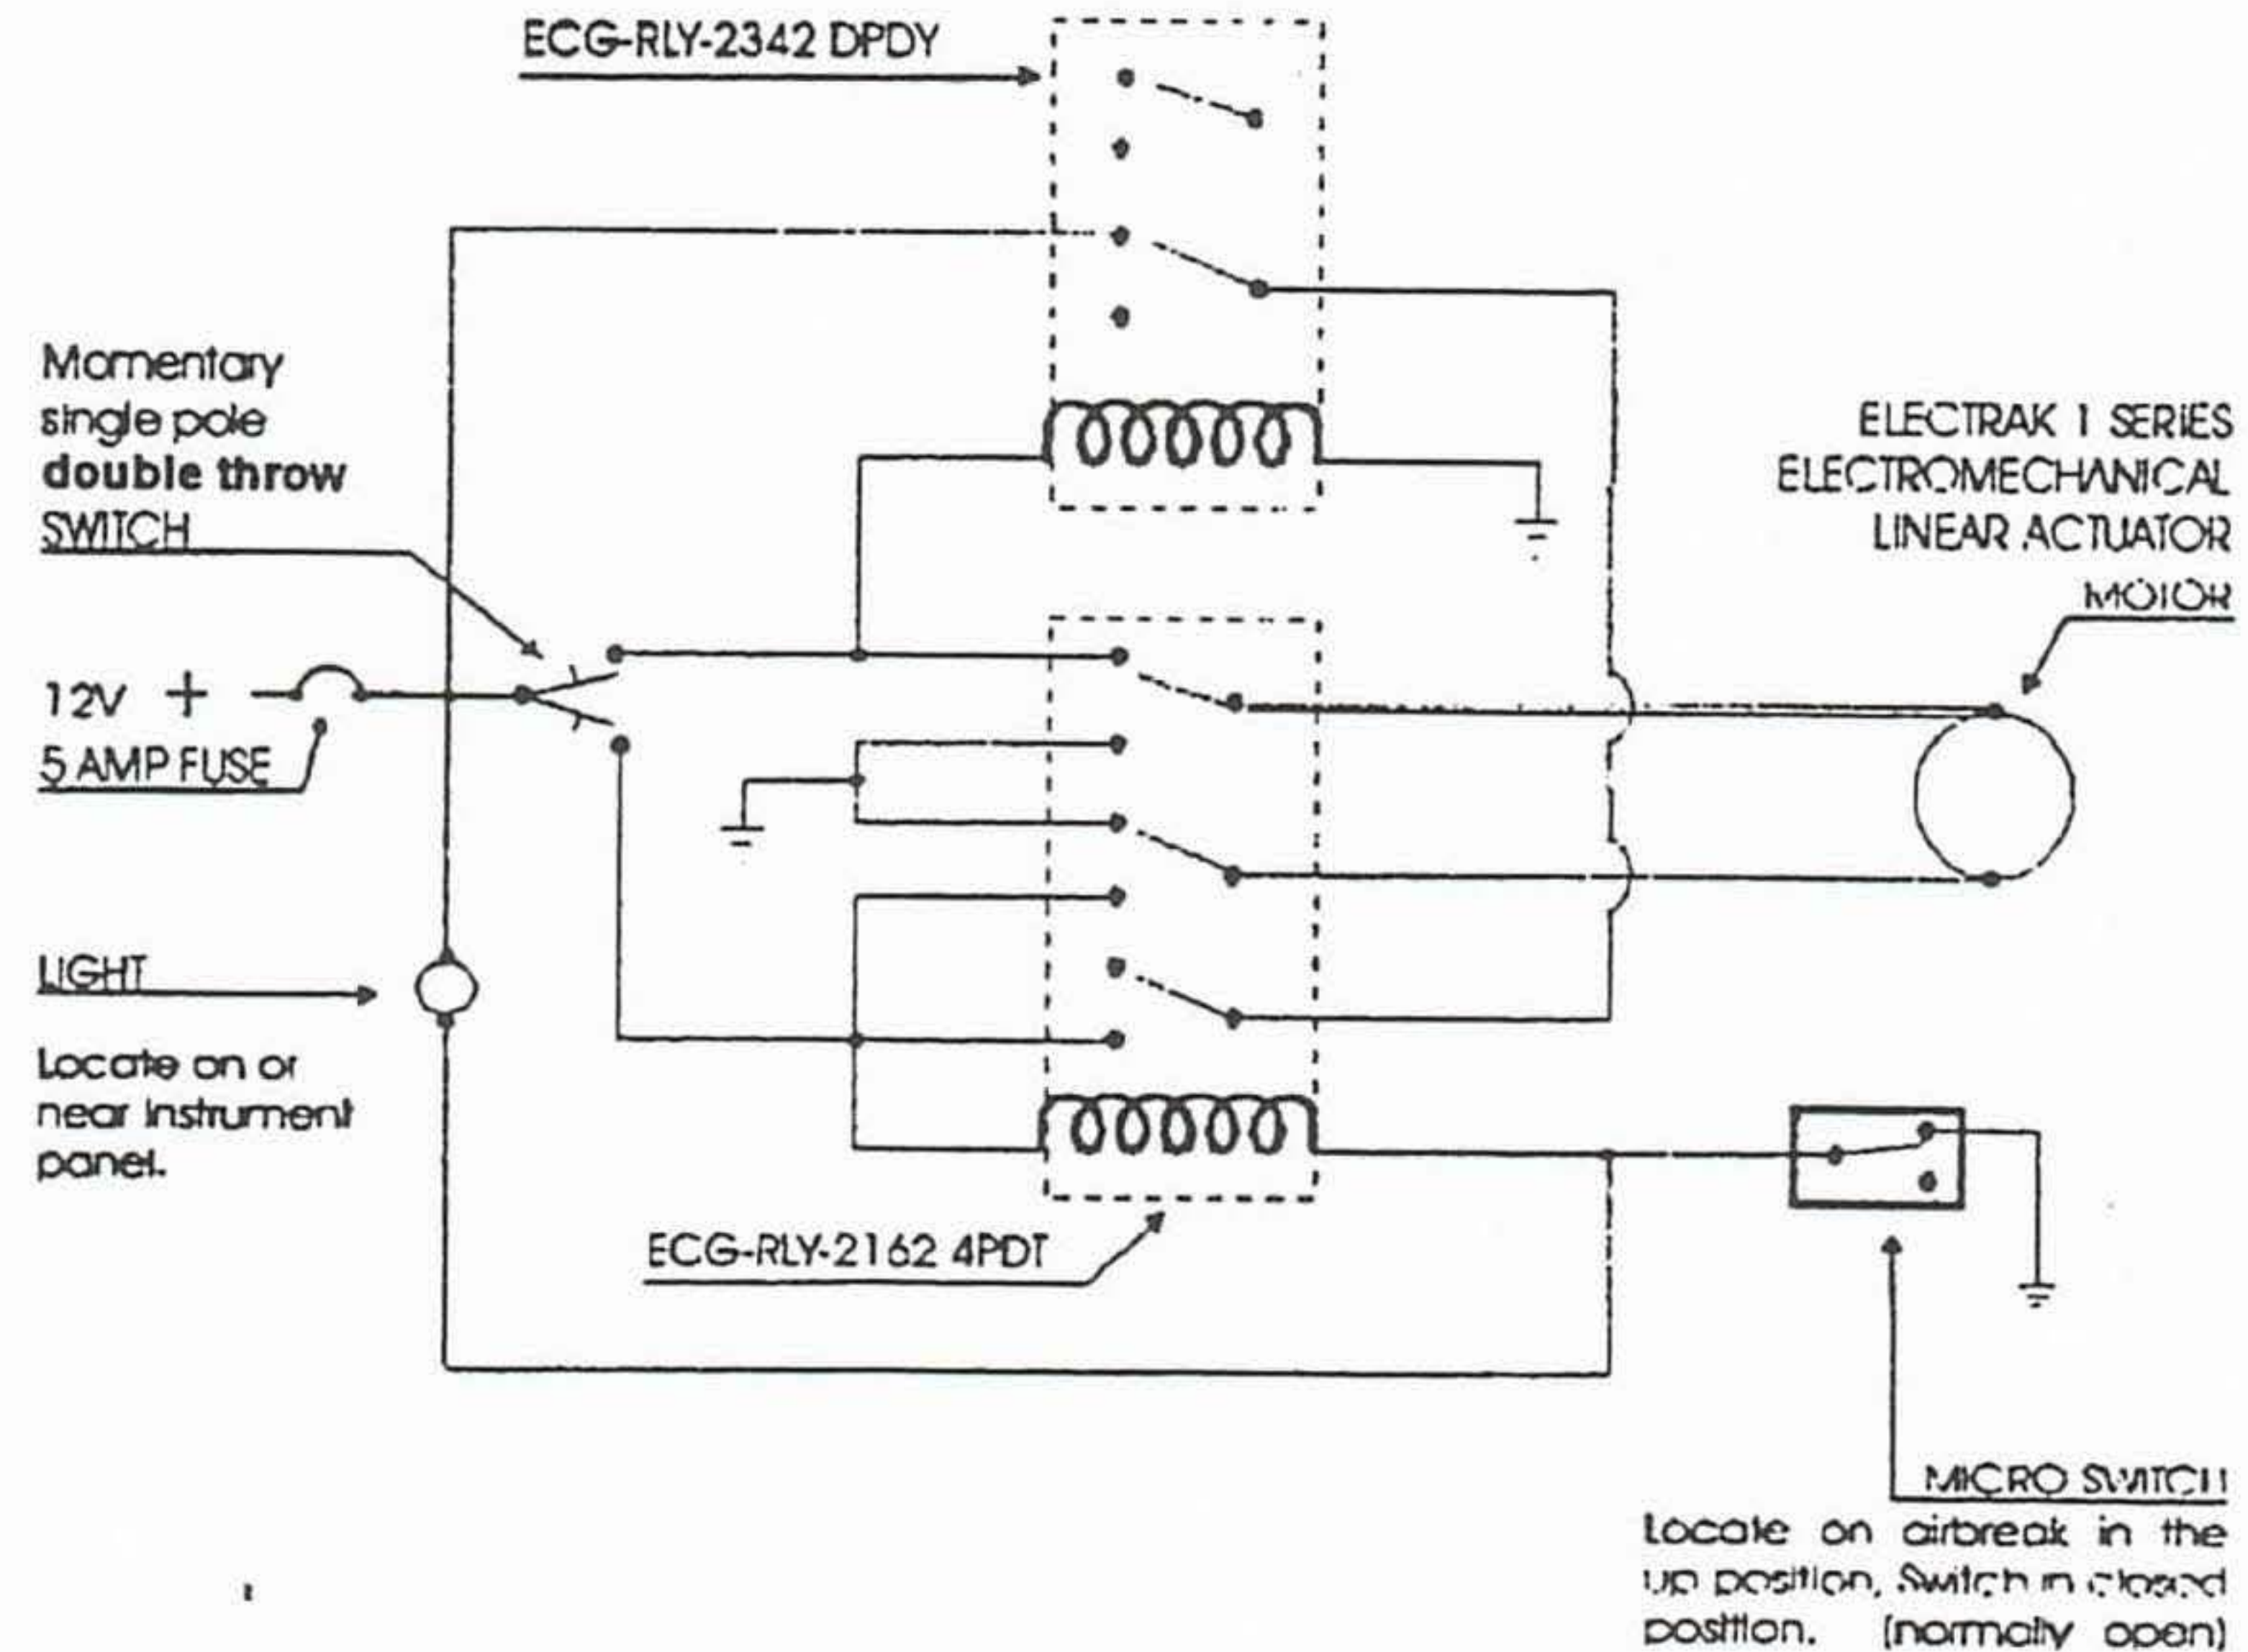 ECG-RLY-2342 DPDY
Momentary
single pole
double throw
SWITCH
12V +
5 AMP FUSE
LIGHT
Locate on or
near instrument
panel.
ELECTRAK 1 SERIES
ELECTROMECHANICAL
LINEAR ACTUATOR
MOTOR
ECG-RLY-2162 4PDT
MICRO SWITCH
Locate on airbreak in the
up position, Switch in closed
position. (normally open)